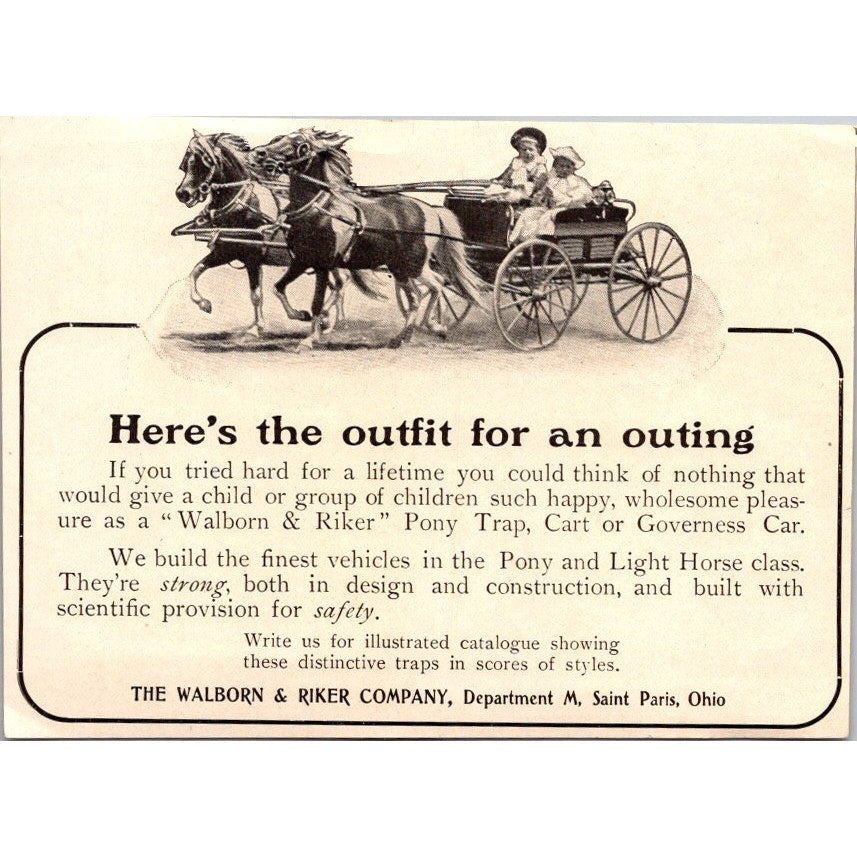 Here's the outfit for an outing
If you tried hard for a lifetime you could think of nothing that
would give a child or group of children such happy, wholesome pleas-
ure as a "Walborn & Riker" Pony Trap, Cart or Governess Car.
We build the finest vehicles in the Pony and Light Horse class.
They're strong, both in design and construction, and built with
scientific provision for safety.
Write us for illustrated catalogue showing
these distinctive traps in scores of styles.
THE WALBORN & RIKER COMPANY, Department M, Saint Paris, Ohio